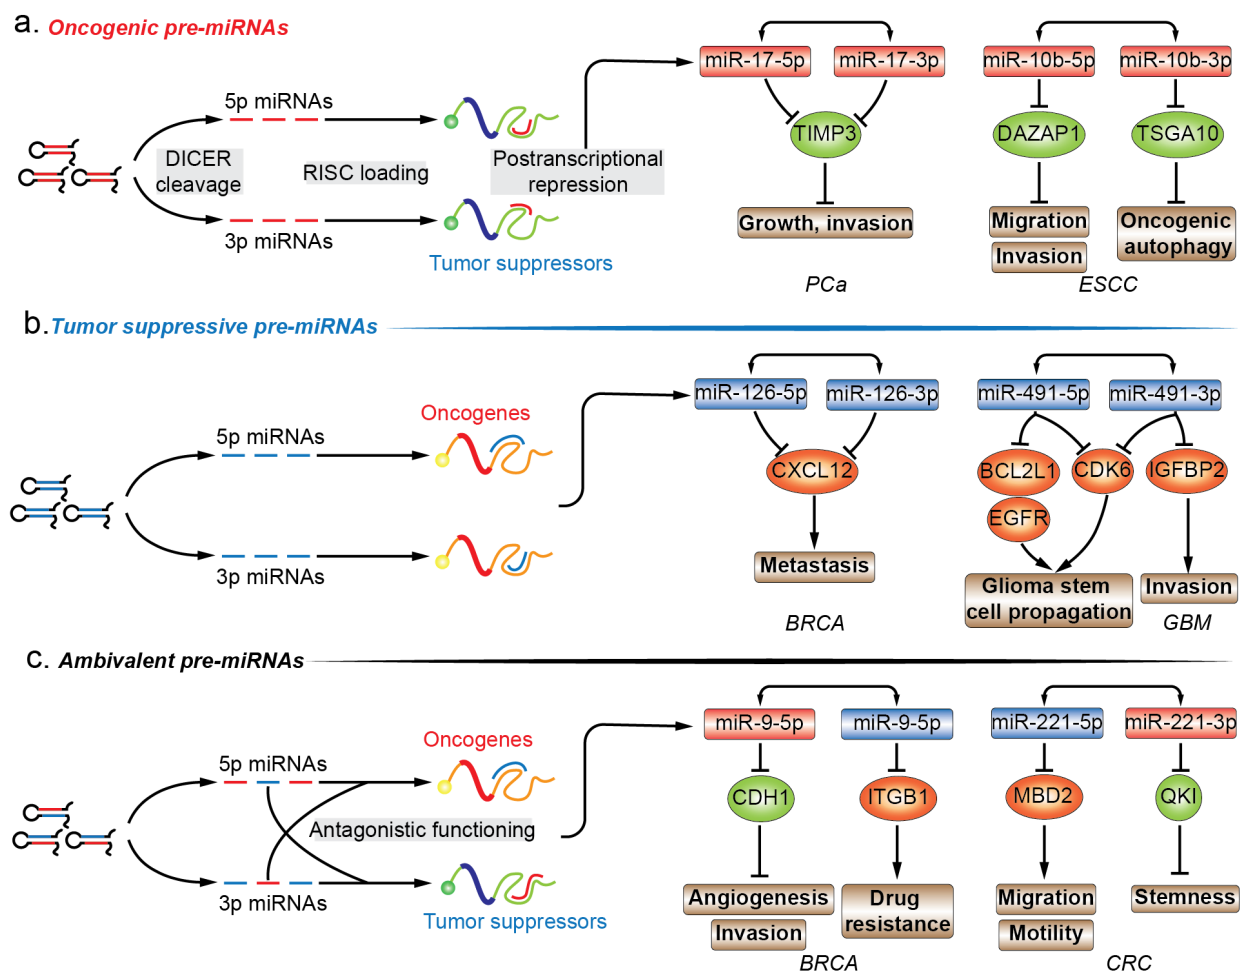 a. Oncogenic pre-miRNAs
miR-17-5p
miR-17-3p
miR-10b-5p
miR-10b-3p
5p miRNAs
DICER
cleavage
RISC loading
Postranscriptional
repression
3p miRNAs
Tumor suppressors
TIMP3
DAZAP1
TSGA10
Growth, invasion
Migration
Invasion
Oncogenic
autophagy
PCa
ESCC
b. Tumor suppressive pre-miRNAs
miR-126-5p
miR-126-3p
miR-491-5p
miR-491-3p
Oncogenes
5p miRNAs
3p miRNAs
CXCL12
BCL2L1
CDK6
IGFBP2
EGFR
Metastasis
Glioma stem
cell propagation
Invasion
BRCA
GBM
c. Ambivalent pre-miRNAs
miR-9-5p
miR-9-5p
miR-221-5p
miR-221-3p
Oncogenes
5p miRNAs
Antagonistic functioning
3p miRNAs
Tumor suppressors
CDH1
ITGB1
MBD2
QKI
Angiogenesis
Invasion
Drug
resistance
Migration
Motility
Stemness
BRCA
CRC